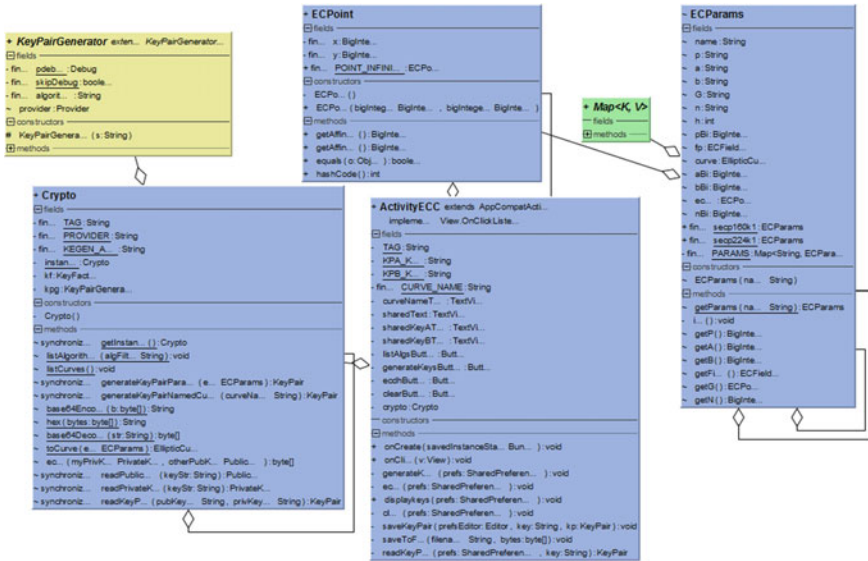 + KeyPairGenerator exten... KeyPairGenerator...
fields
- fin... pdeb... : Debug
- fin... skipDebug : boole...
- fin... algorit... : String
~ provider : Provider
constructors
# KeyPairGenera... ( s : String )
methods
+ ECPoint
fields
- fin... x : BigInte...
- fin... y : BigInte...
+ fin... POINT_INFINI... : ECPo...
constructors
- ECPo... ( )
+ ECPo... ( bigInteg... BigInte... , bigIntege... BigInte... )
methods
+ getAffin... ( ) : BigInte...
+ getAffin... ( ) : BigInte...
+ equals ( o : Obj... ) : boole...
+ hashCode ( ) : int
+ Map<K, V>
fields
methods
~ ECParams
fields
~ name : String
~ p : String
~ a : String
~ b : String
~ G : String
~ n : String
~ h : int
~ pBi : BigInte...
~ fp : ECField...
~ curve : EllipticCu...
~ aBi : BigInte...
~ bBi : BigInte...
~ ec... : ECPo...
~ nBi : BigInte...
+ fin... secp160k1 : ECParams
+ fin... secp224k1 : ECParams
- fin... PARAMS : Map<String, ECPara...
constructors
~ ECParams ( na... String )
methods
~ getParams ( na... String ) : ECParams
- i... ( ) : void
~ getP ( ) : BigInte...
~ getA ( ) : BigInte...
~ getB ( ) : BigInte...
~ getFi... ( ) : ECField...
~ getG ( ) : ECPo...
~ getN ( ) : BigInte...
+ Crypto
fields
- fin... TAG : String
- fin... PROVIDER : String
- fin... KEGEN_A... : String
- instan... : Crypto
- kf : KeyFact...
- kpg : KeyPairGenera...
constructors
- Crypto ( )
methods
~ synchroniz... getInstan... ( ) : Crypto
~ listAlgorith... ( algFilt... String ) : void
~ listCurves ( ) : void
~ synchroniz... generateKeyPairPara... ( e... ECParams ) : KeyPair
~ synchroniz... generateKeyPairNamedCu... ( curveNa... String ) : KeyPair
~ base64Enco... ( b : byte[] ) : String
~ hex ( bytes : byte[] ) : String
~ base64Deco... ( str : String ) : byte[]
~ toCurve ( e... ECParams ) : EllipticCu...
~ ec... ( myPrivK... PrivateK... , otherPubK... Public... ) : byte[]
~ synchroniz... readPublic... ( keyStr : String ) : Public...
~ synchroniz... readPrivateK... ( keyStr : String ) : PrivateK...
~ synchroniz... readKeyP... ( pubKey... String , privKey... String ) : KeyPair
+ ActivityECC extends AppCompatActi...
impleme... View.OnClickListe...
fields
- TAG : String
- KPA_K... : String
- KPB_K... : String
- fin... CURVE_NAME : String
- curveNameT... : TextVi...
- sharedText : TextVi...
- sharedKeyAT... : TextVi...
- sharedKeyBT... : TextVi...
- listAlgsButt... : Butt...
- generateKeysButt... : Butt...
- ecdhButt... : Butt...
- clearButt... : Butt...
- crypto : Crypto
constructors
methods
+ onCreate ( savedInstanceSta... Bun... ) : void
+ onCli... ( v : View ) : void
- generateK... ( prefs : SharedPreferen... ) : void
- ec... ( prefs : SharedPreferen... ) : void
+ displaykeys ( prefs : SharedPreferen... ) : void
- cl... ( prefs : SharedPreferen... ) : void
- saveKeyPair ( prefsEditor : Editor , key : String , kp : KeyPair ) : void
- saveToF... ( filena... String , bytes : byte[] ) : void
- readKeyP... ( prefs : SharedPreferen... , key : String ) : KeyPair